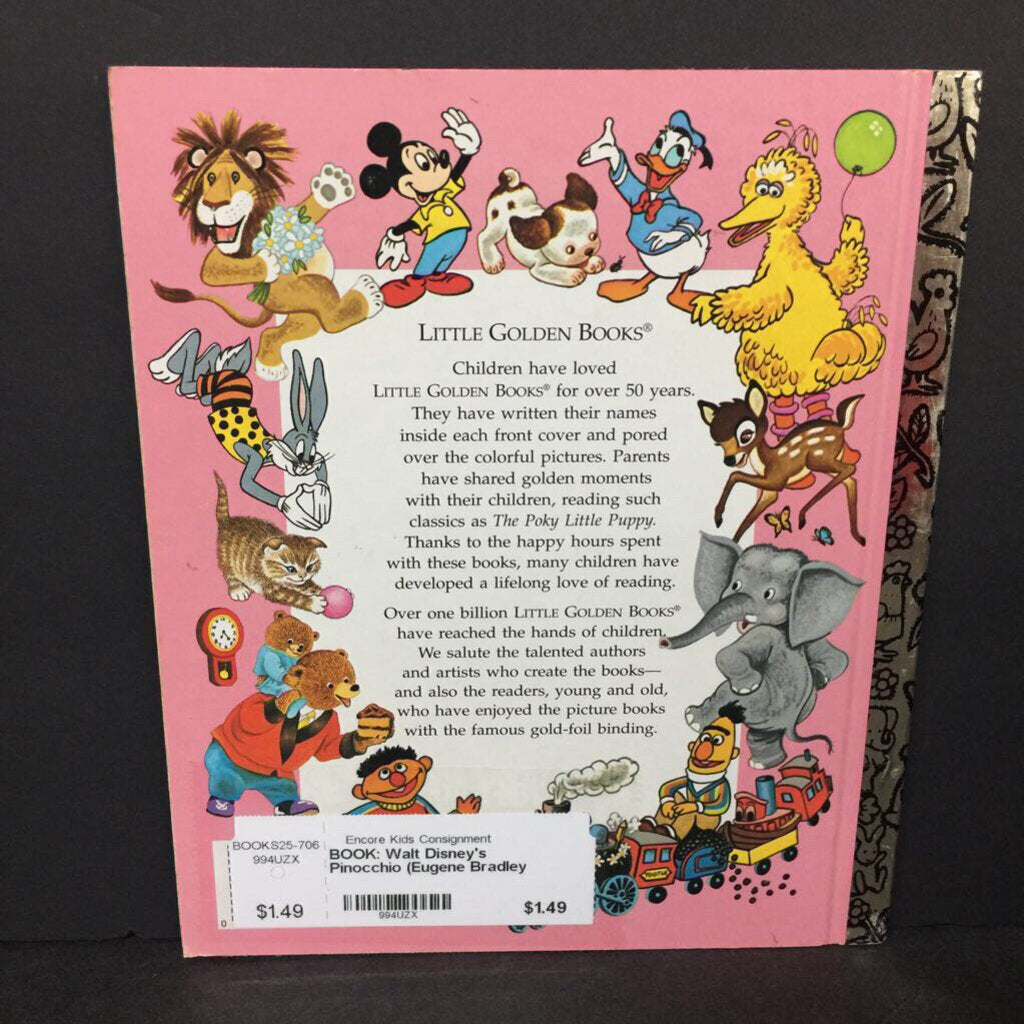 LITTLE GOLDEN BOOKS®
Children have loved
LITTLE GOLDEN BOOKS® for over 50 years.
They have written their names
inside each front cover and pored
over the colorful pictures. Parents
have shared golden moments
with their children, reading such
classics as The Poky Little Puppy.
Thanks to the happy hours spent
with these books, many children have
developed a lifelong love of reading.
Over one billion LITTLE GOLDEN BOOKS®
have reached the hands of children.
We salute the talented authors
and artists who create the books—
and also the readers, young and old,
who have enjoyed the picture books
with the famous gold-foil binding.
TOOTLE
BOOKS25-706
994UZX
$1.49
0
Encore Kids Consignment
BOOK: Walt Disney's
Pinocchio (Eugene Bradley
994UZX
$1.49